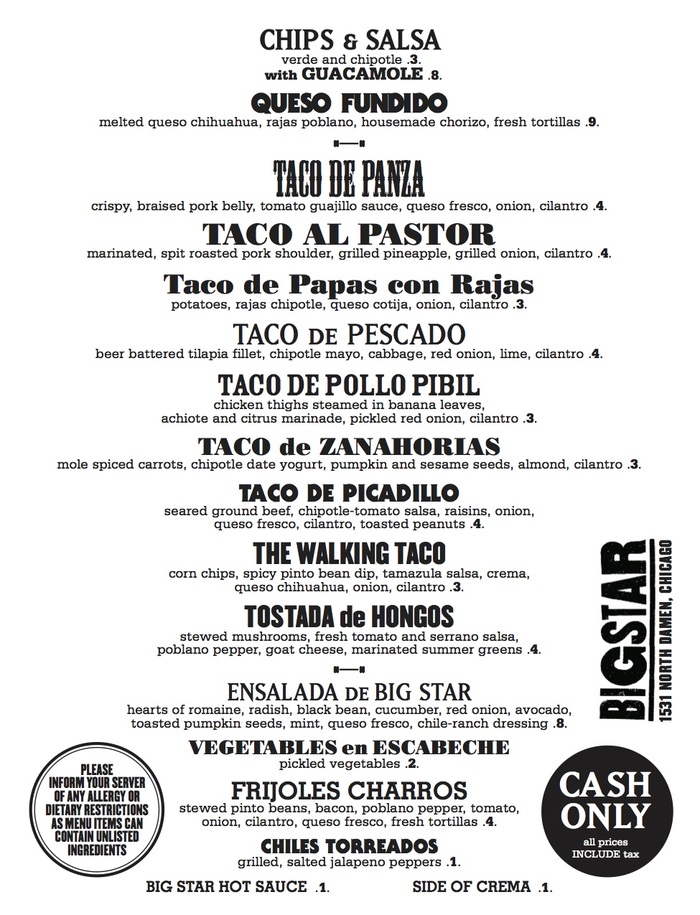 CHIPS & SALSA
verde and chipotle .3.
with GUACAMOLE .8.
QUESO FUNDIDO
melted queso chihuahua, rajas poblano, housemade chorizo, fresh tortillas .9.
TACO DE PANZA
crispy, braised pork belly, tomato guajillo sauce, queso fresco, onion, cilantro .4.
TACO AL PASTOR
marinated, spit roasted pork shoulder, grilled pineapple, grilled onion, cilantro .4.
Taco de Papas con Rajas
potatoes, rajas chipotle, queso cotija, onion, cilantro .3.
TACO DE PESCADO
beer battered tilapia fillet, chipotle mayo, cabbage, red onion, lime, cilantro .4.
TACO DE POLLO PIBIL
chicken thighs steamed in banana leaves,
achiote and citrus marinade, pickled red onion, cilantro .3.
TACO de ZANAHORIAS
mole spiced carrots, chipotle date yogurt, pumpkin and sesame seeds, almond, cilantro .3.
TACO DE PICADILLO
seared ground beef, chipotle-tomato salsa, raisins, onion,
queso fresco, cilantro, toasted peanuts .4.
THE WALKING TACO
corn chips, spicy pinto bean dip, tamazula salsa, crema,
queso chihuahua, onion, cilantro .3.
TOSTADA de HONGOS
stewed mushrooms, fresh tomato and serrano salsa,
poblano pepper, goat cheese, marinated summer greens .4.
ENSALADA DE BIG STAR
hearts of romaine, radish, black bean, cucumber, red onion, avocado,
toasted pumpkin seeds, mint, queso fresco, chile-ranch dressing .8.
VEGETABLES en ESCABECHE
pickled vegetables .2.
FRIJOLES CHARROS
stewed pinto beans, bacon, poblano pepper, tomato,
onion, cilantro, queso fresco, fresh tortillas .4.
CHILES TORREADOS
grilled, salted jalapeno peppers .1.
BIG STAR HOT SAUCE .1.
SIDE OF CREMA .1.
PLEASE
INFORM YOUR SERVER
OF ANY ALLERGY OR
DIETARY RESTRICTIONS
AS MENU ITEMS CAN
CONTAIN UNLISTED
INGREDIENTS
BIGSTAR
1531 NORTH DAMEN, CHICAGO
CASH
ONLY
all prices
INCLUDE tax